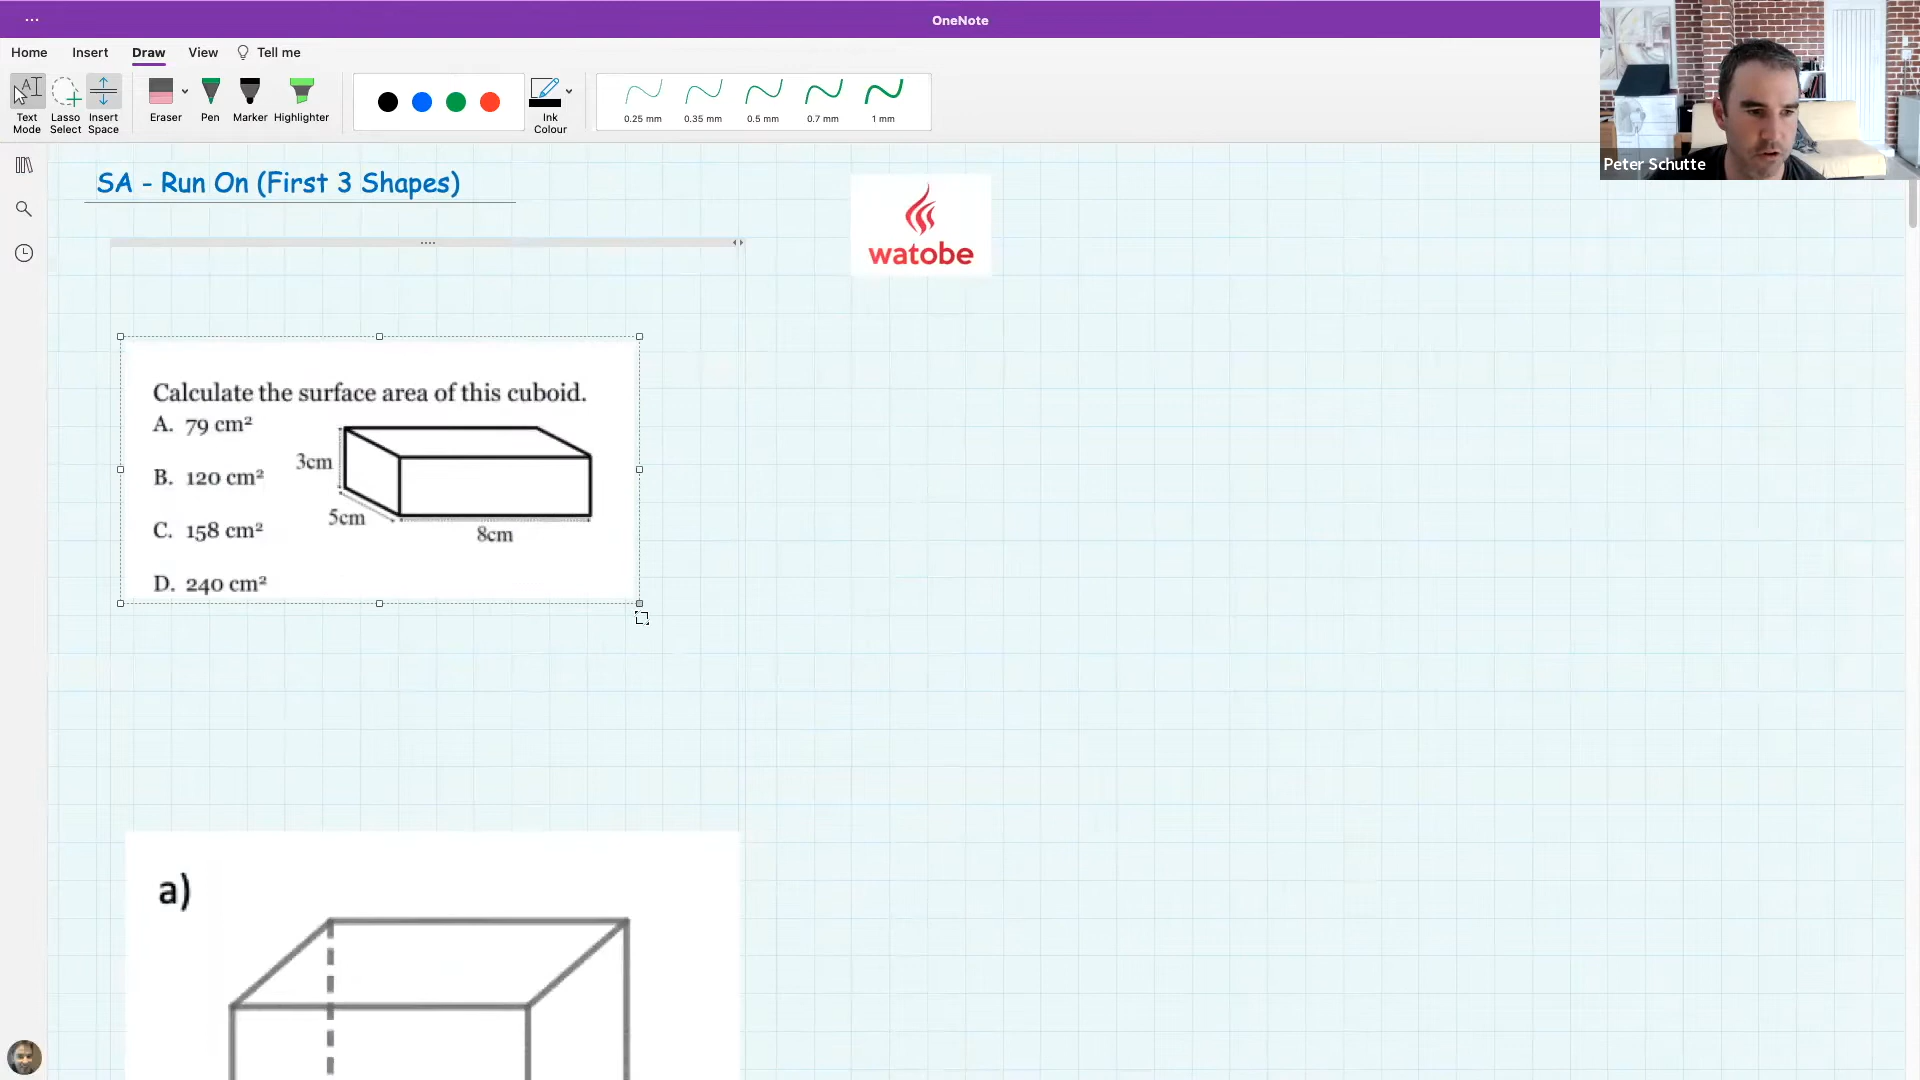 OneNote
Home Insert Draw View Tell me
Text Mode
Lasso Select
Insert Space
Eraser
Pen
Marker
Highlighter
Ink Colour
0.25 mm
0.35 mm
0.5 mm
0.7 mm
1 mm
Peter Schutte
SA - Run On (First 3 Shapes)
watobe
Calculate the surface area of this cuboid.
A. 79 cm²
B. 120 cm²
C. 158 cm²
D. 240 cm²
3cm
5cm
8cm
a)